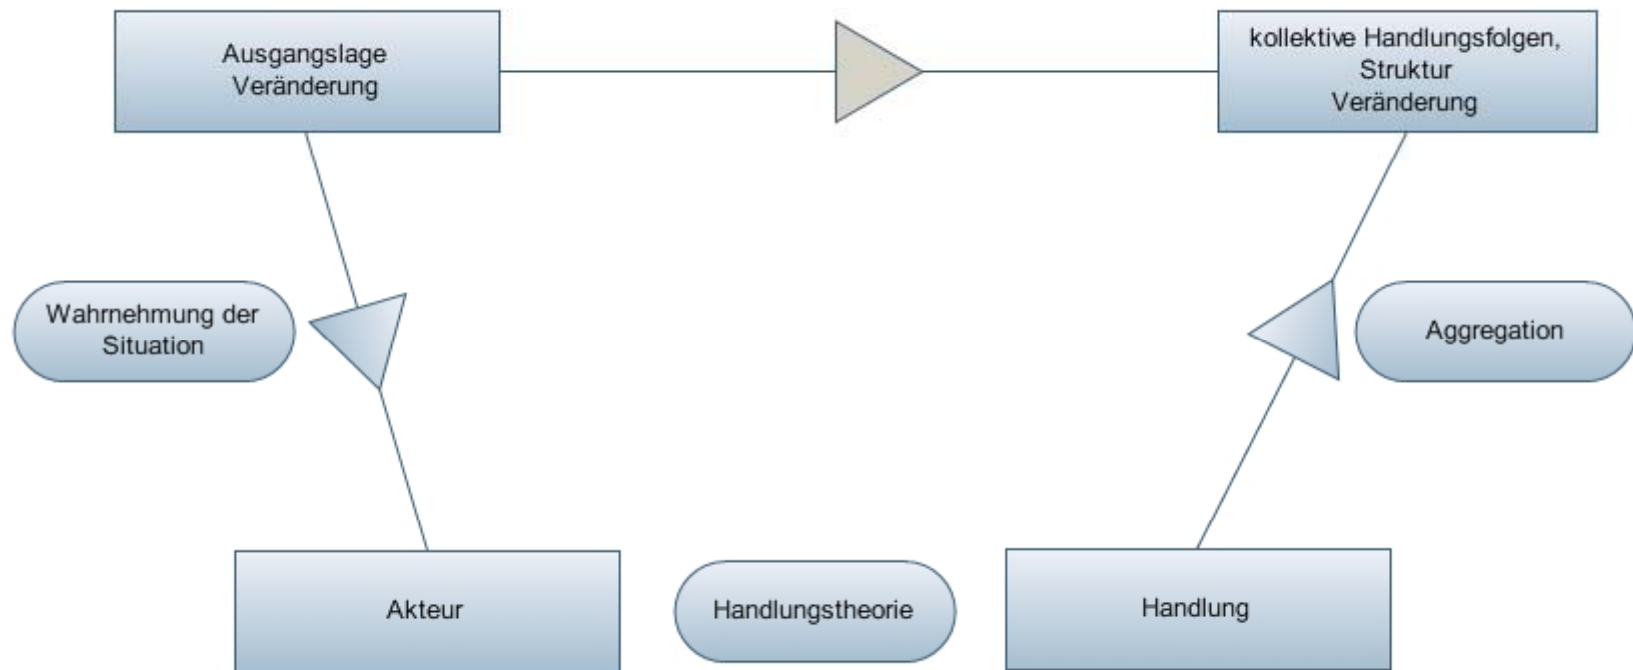 Ausgangslage
Veränderung
kollektive Handlungsfolgen,
Struktur
Veränderung
Wahrnehmung der
Situation
Aggregation
Akteur
Handlungstheorie
Handlung